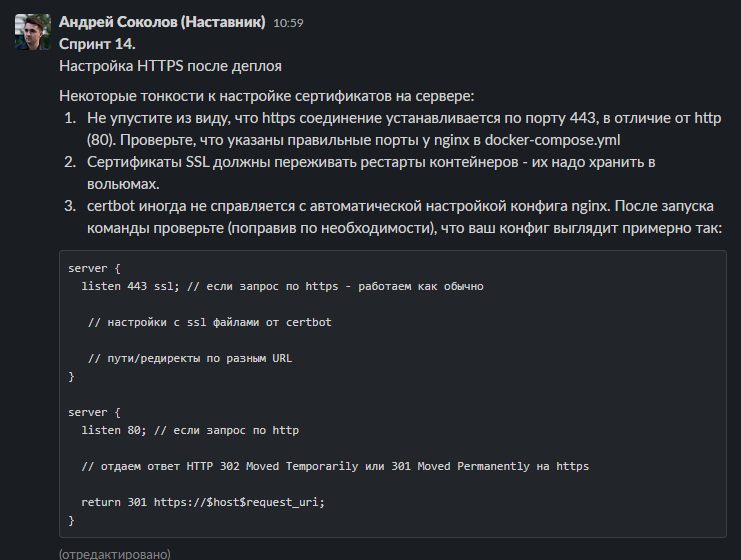 Андрей Соколов (Наставник) 10:59
Спринт 14.
Настройка HTTPS после деплоя
Некоторые тонкости к настройке сертификатов на сервере:
1. Не упустите из виду, что https соединение устанавливается по порту 443, в отличие от http
(80). Проверьте, что указаны правильные порты у nginx в docker-compose.yml
2. Сертификаты SSL должны переживать рестарты контейнеров - их надо хранить в
вольюмах.
3. certbot иногда не справляется с автоматической настройкой конфига nginx. После запуска
команды проверьте (поправив по необходимости), что ваш конфиг выглядит примерно так:
server {
listen 443 ssl; // если запрос по https - работаем как обычно
// настройки с ssl файлами от certbot
// пути/редиректы по разным URL
}
server {
listen 80; // если запрос по http
// отдаем ответ HTTP 302 Moved Temporarily или 301 Moved Permanently на https
return 301 https://$host$request_uri;
}
(отредактировано)